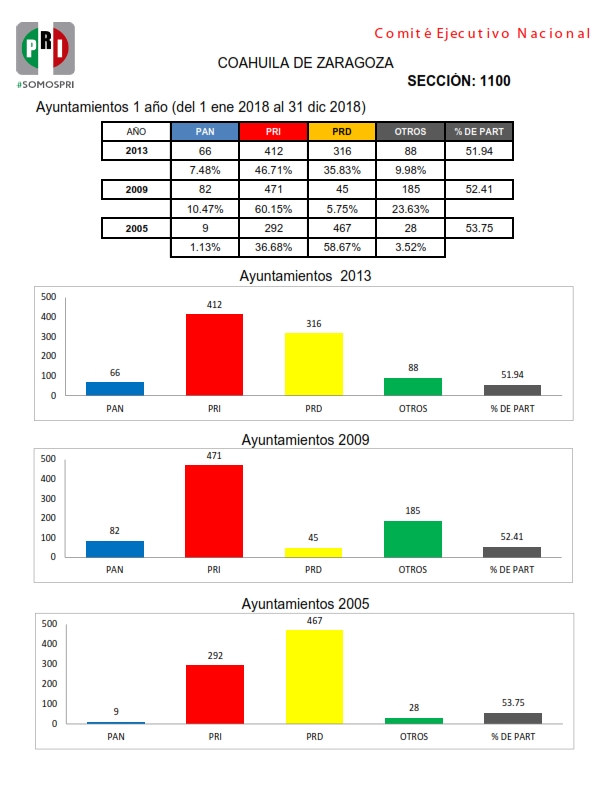 PRI
#SOMOSPRI
Comité Ejecutivo Nacional
COAHUILA DE ZARAGOZA
SECCIÓN: 1100
Ayuntamientos 1 año (del 1 ene 2018 al 31 dic 2018)
AÑO PAN PRI PRD OTROS % DE PART
2013 66 412 316 88 51.94
7.48% 46.71% 35.83% 9.98%
2009 82 471 45 185 52.41
10.47% 60.15% 5.75% 23.63%
2005 9 292 467 28 53.75
1.13% 36.68% 58.67% 3.52%
Ayuntamientos 2013
500
400
300
200
100
0
66 412 316 88 51.94
PAN PRI PRD OTROS % DE PART
Ayuntamientos 2009
500
400
300
200
100
0
82 471 45 185 52.41
PAN PRI PRD OTROS % DE PART
Ayuntamientos 2005
500
400
300
200
100
0
9 292 467 28 53.75
PAN PRI PRD OTROS % DE PART